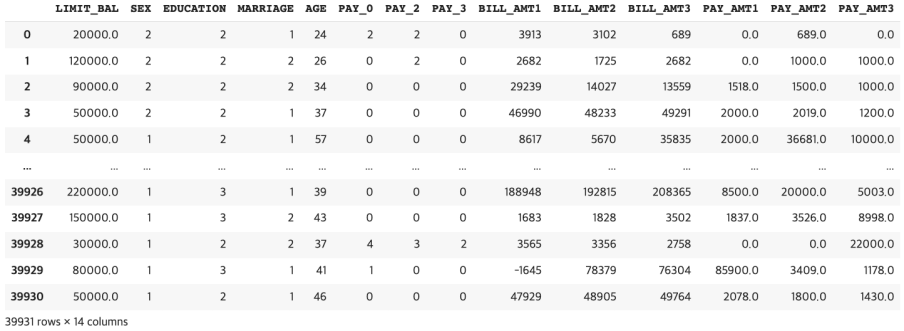 LIMIT_BAL SEX EDUCATION MARRIAGE AGE PAY_0 PAY_2 PAY_3 BILL_AMT1 BILL_AMT2 BILL_AMT3 PAY_AMT1 PAY_AMT2 PAY_AMT3
0 20000.0 2 2 1 24 2 2 0 3913 3102 689 0.0 689.0 0.0
1 120000.0 2 2 2 26 0 2 0 2682 1725 2682 0.0 1000.0 1000.0
2 90000.0 2 2 2 34 0 0 0 29239 14027 13559 1518.0 1500.0 1000.0
3 50000.0 2 2 1 37 0 0 0 46990 48233 49291 2000.0 2019.0 1200.0
4 50000.0 1 2 1 57 0 0 0 8617 5670 35835 2000.0 36681.0 10000.0
... ... ... ... ... ... ... ... ... ... ... ... ... ... ...
39926 220000.0 1 3 1 39 0 0 0 188948 192815 208365 8500.0 20000.0 5003.0
39927 150000.0 1 3 2 43 0 0 0 1683 1828 3502 1837.0 3526.0 8998.0
39928 30000.0 1 2 2 37 4 3 2 3565 3356 2758 0.0 0.0 22000.0
39929 80000.0 1 3 1 41 1 0 0 -1645 78379 76304 85900.0 3409.0 1178.0
39930 50000.0 1 2 1 46 0 0 0 47929 48905 49764 2078.0 1800.0 1430.0
39931 rows × 14 columns